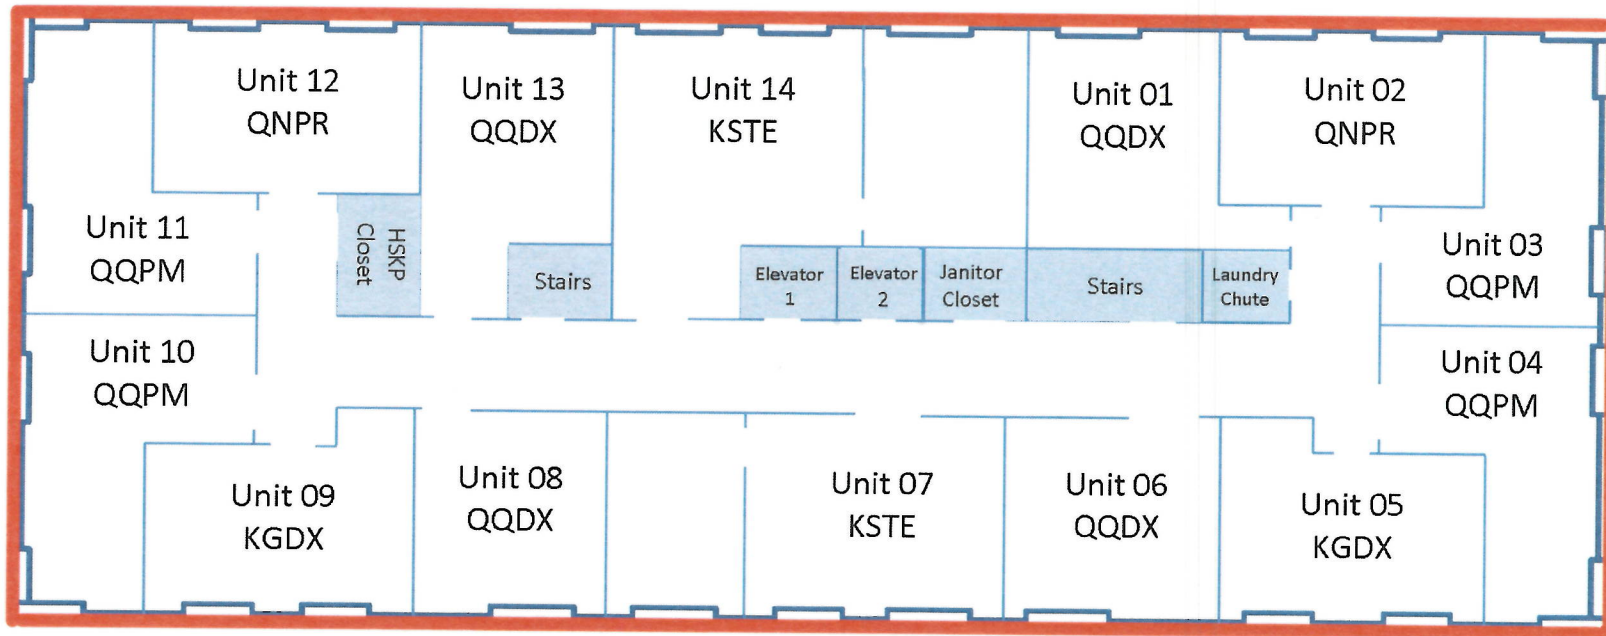 Unit 12
QNPR
Unit 13
QQDX
Unit 14
KSTE
Unit 01
QQDX
Unit 02
QNPR
Unit 11
QQPM
HSKP
Closet
Stairs
Elevator
1
Elevator
2
Janitor
Closet
Stairs
Laundry
Chute
Unit 03
QQPM
Unit 10
QQPM
Unit 04
QQPM
Unit 09
KGDX
Unit 08
QQDX
Unit 07
KSTE
Unit 06
QQDX
Unit 05
KGDX